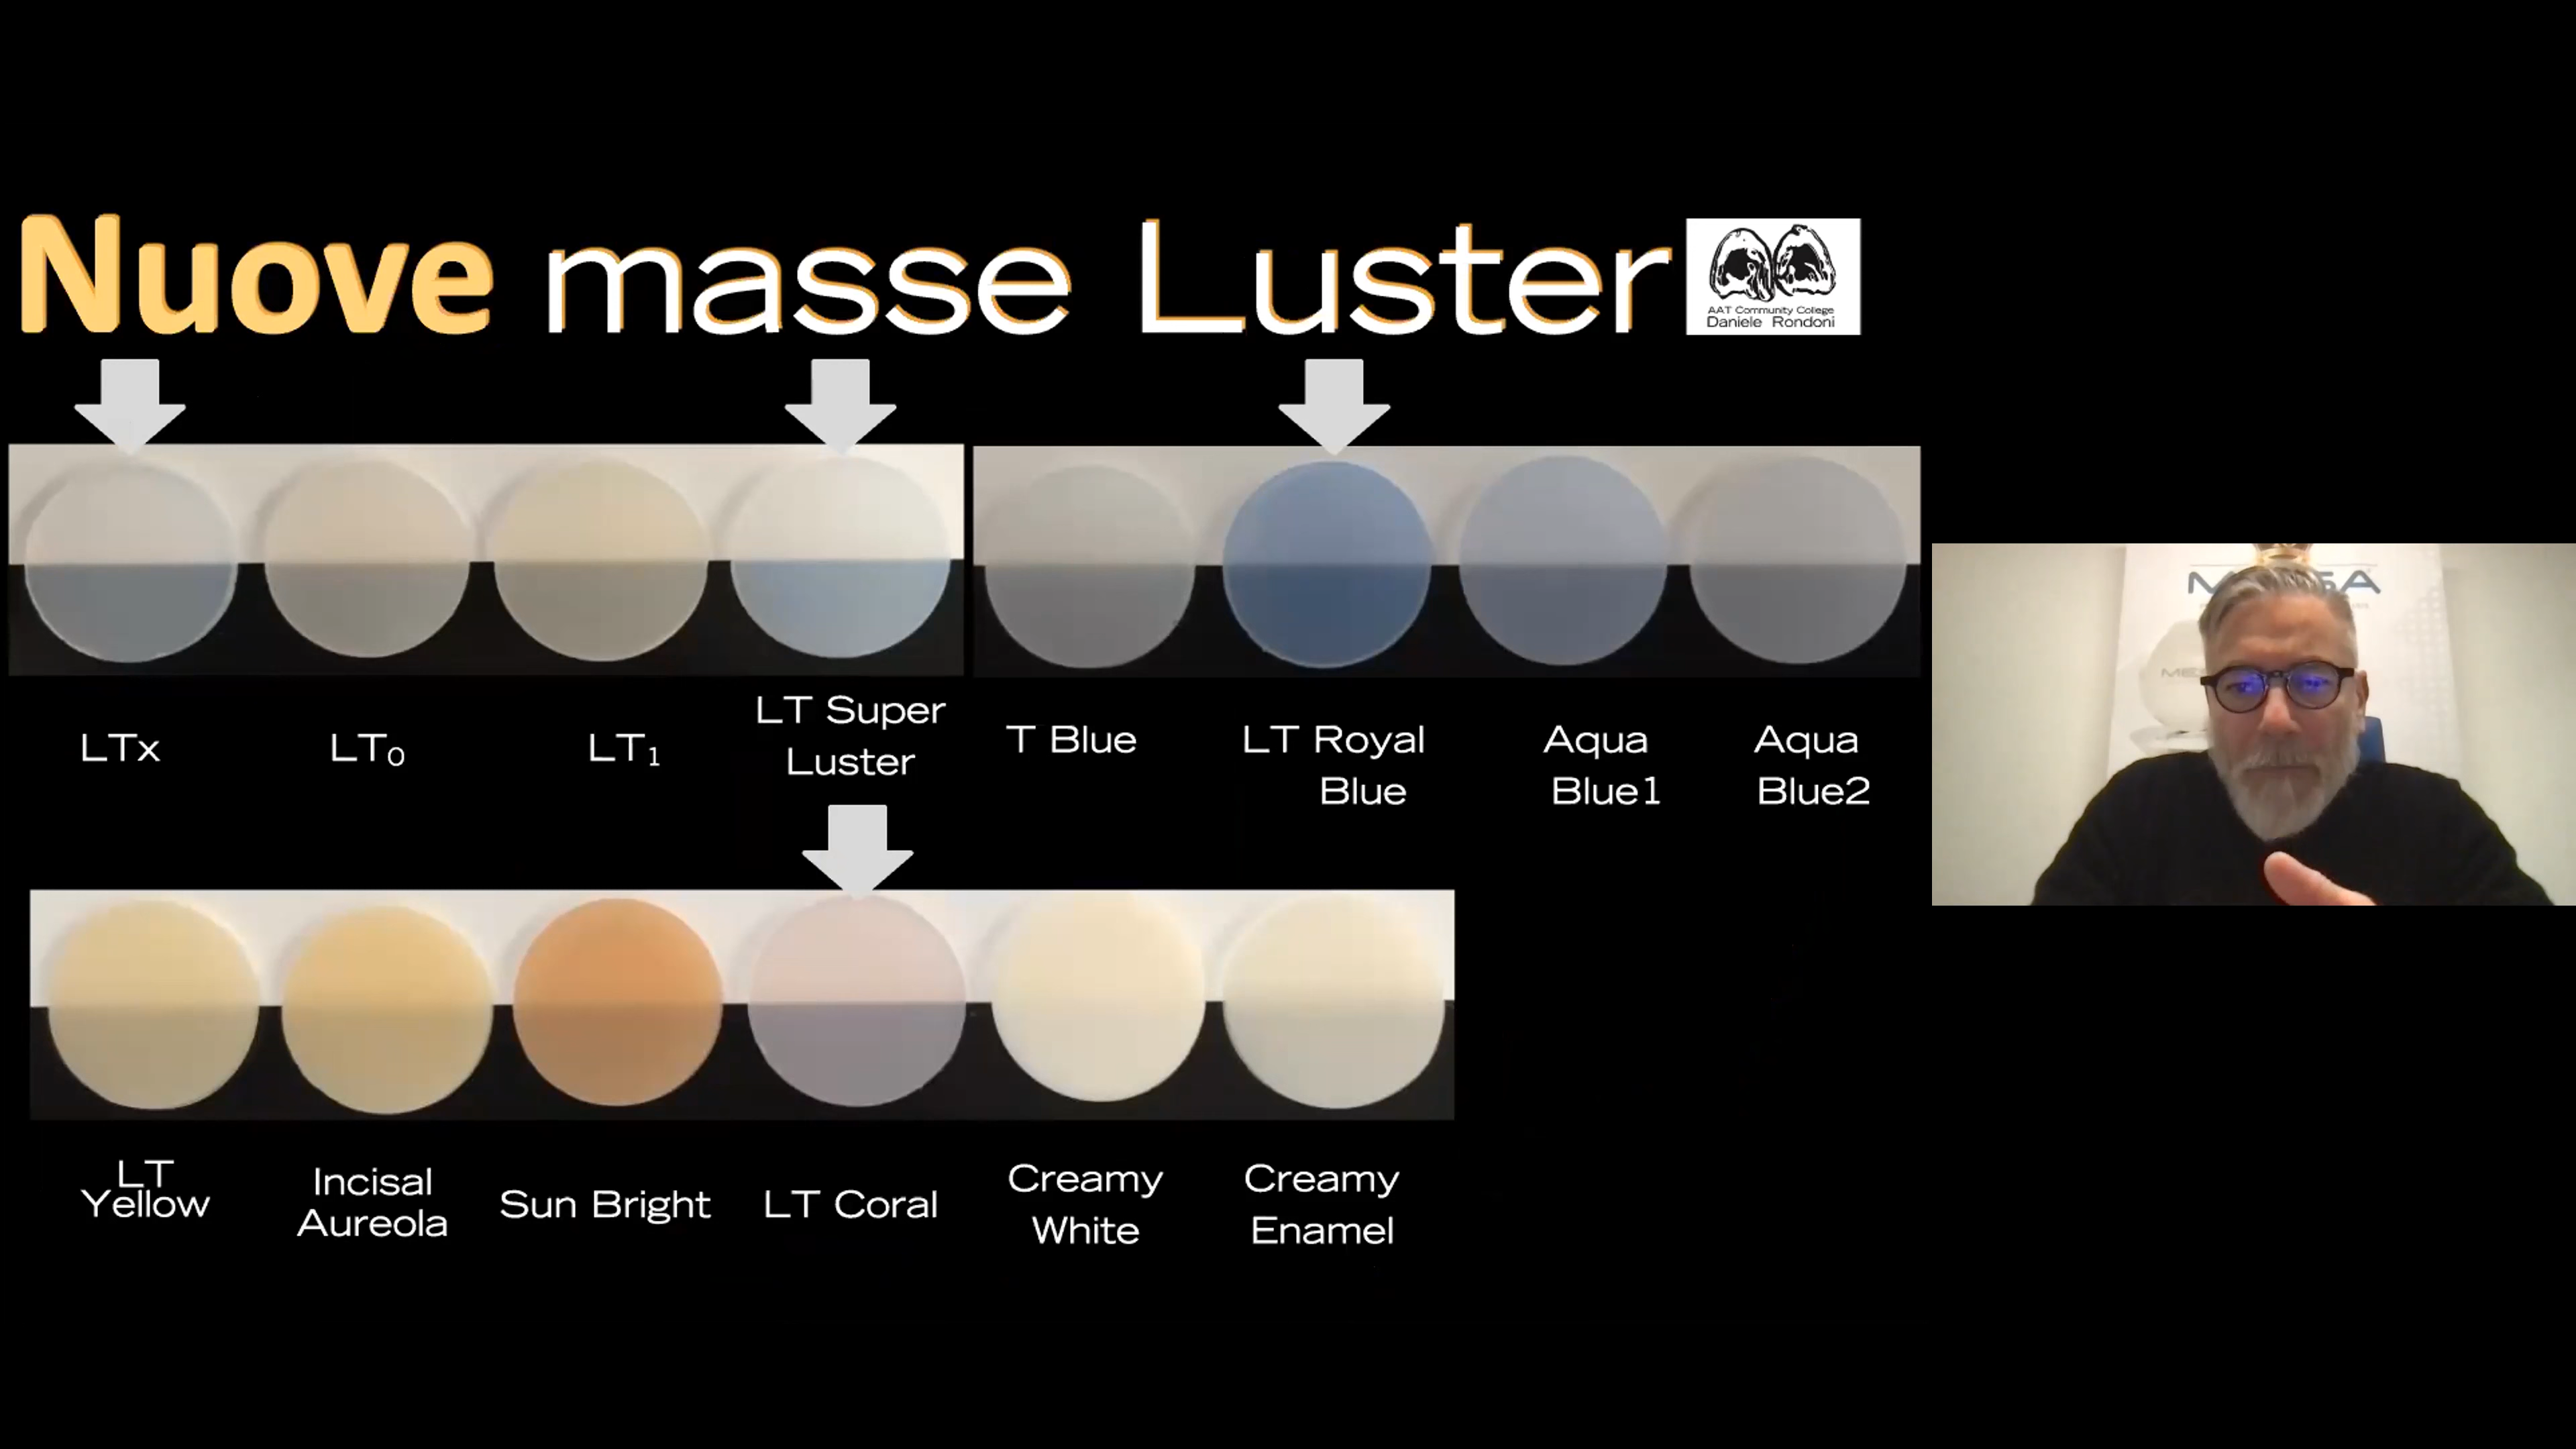 Nuove masse Luster
AAT Community College
Daniele Rondoni
LTx
LT₀
LT₁
LT Super
Luster
T Blue
LT Royal
Blue
Aqua
Blue1
Aqua
Blue2
LT
Yellow
Incisal
Aureola
Sun Bright
LT Coral
Creamy
White
Creamy
Enamel